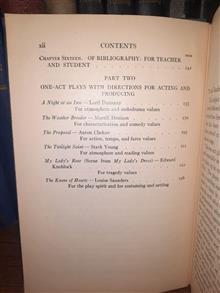 xii CONTENTS
PAGE
CHAPTER SIXTEEN. OF BIBLIOGRAPHY: FOR TEACHER
AND STUDENT
PART TWO
ONE-ACT PLAYS WITH DIRECTIONS FOR ACTING AND
PRODUCING
A Night at an Inn—Lord Dunsany
For atmosphere and melodrama values
The Weather Breeder—Merrill Denison
For characterization and comedy values
The Proposal—Anton Chekov
For action, tempo, and farce values
The Twilight Saint—Stark Young
For atmosphere and reading values
My Lady's Rose (Scene from My Lady's Dress)—Edward
Knoblock
For tragedy values
The Knave of Hearts—Louise Saunders
For the play spirit and for costuming and setting